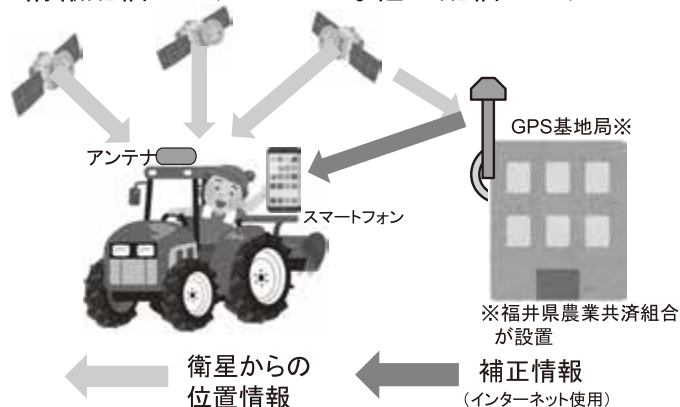 アンテナ
GPS基地局※
スマートフォン
※福井県農業共済組合
が設置
衛星からの
位置情報
補正情報
(インターネット使用)